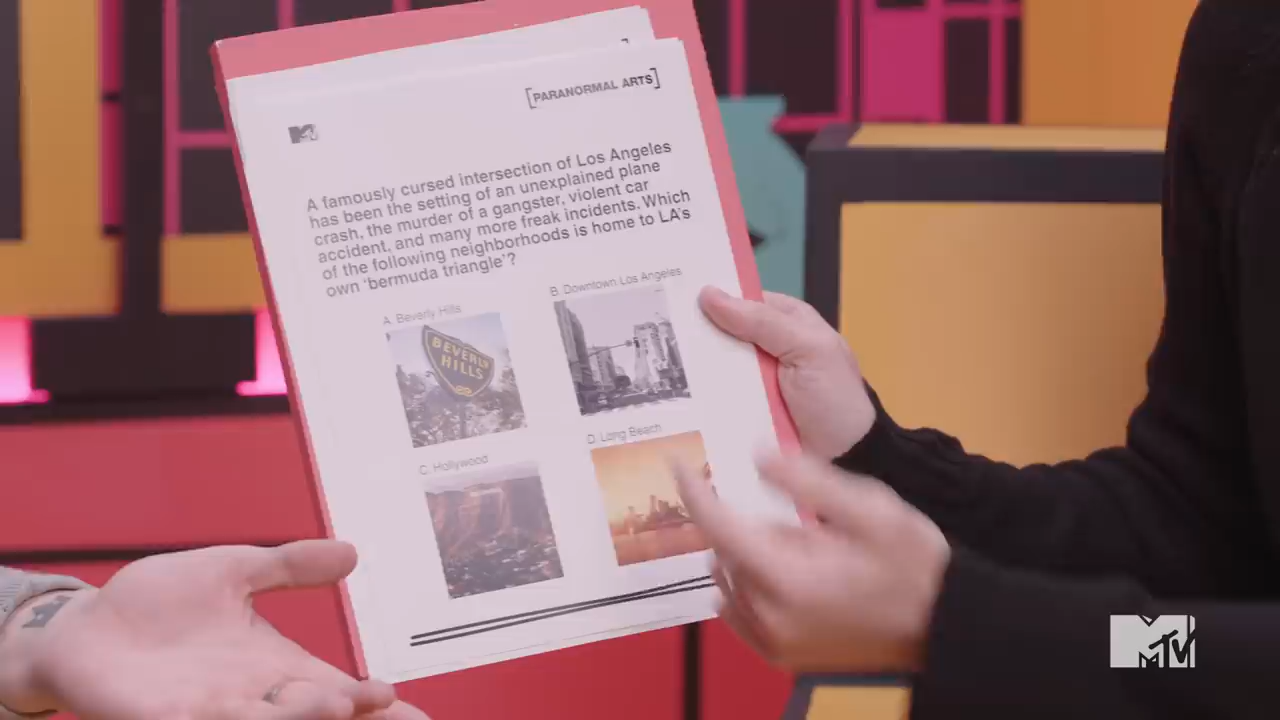 [PARANORMAL ARTS]
A famously cursed intersection of Los Angeles
has been the setting of an unexplained plane
crash, the murder of a gangster, violent car
accident, and many more freak incidents. Which
of the following neighborhoods is home to LA's
own 'bermuda triangle'?
A. Beverly Hills
B. Downtown Los Angeles
BEVERLY
HILLS
C. Hollywood
D. Long Beach
MTV